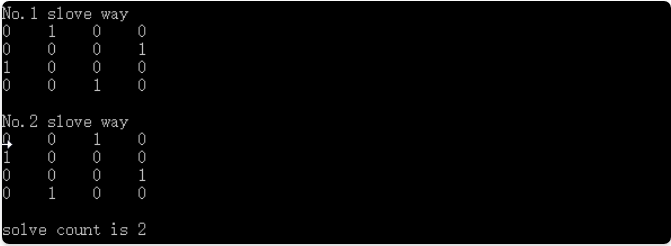 No.1 slove way
0 1 0 0
0 0 0 1
1 0 0 0
0 0 1 0
No.2 slove way
0 0 1 0
1 0 0 0
0 0 0 1
0 1 0 0
solve count is 2